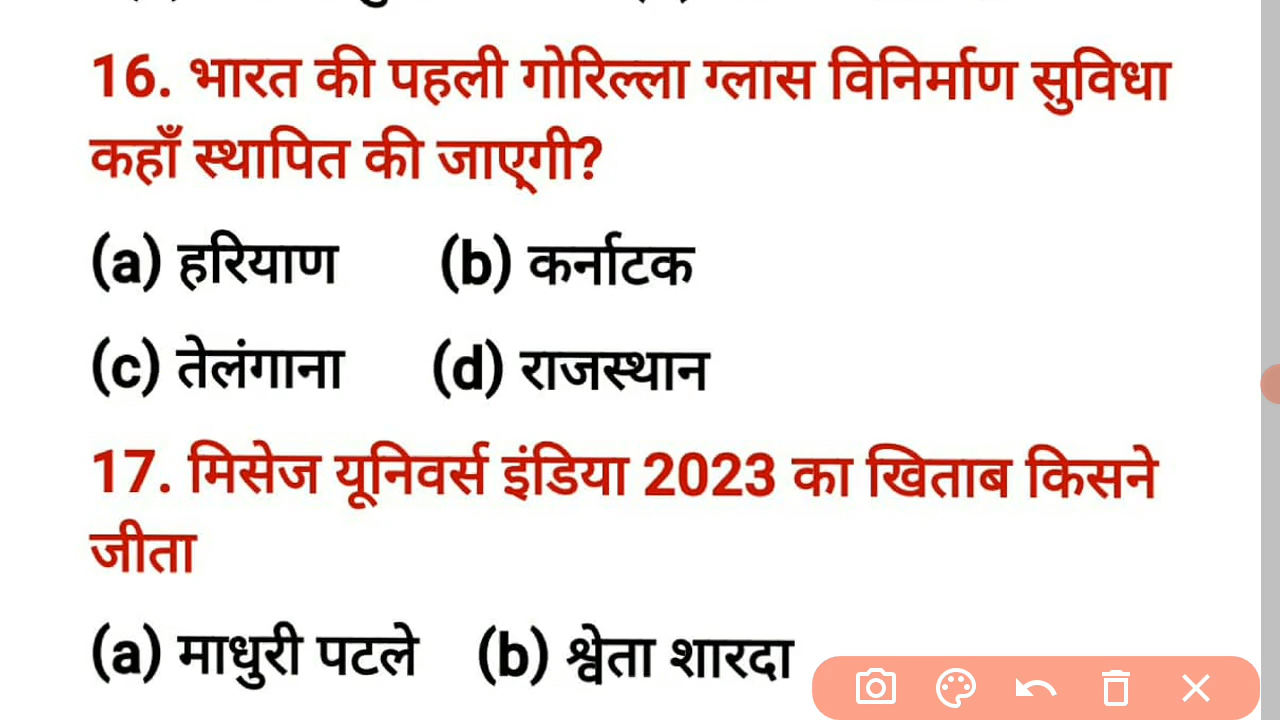 16. भारत की पहली गोरिल्ला ग्लास विनिर्माण सुविधा
कहाँ स्थापित की जाएगी?
(a) हरियाण (b) कर्नाटक
(c) तेलंगाना (d) राजस्थान
17. मिसेज यूनिवर्स इंडिया 2023 का खिताब किसने
जीता
(a) माधुरी पटले (b) श्वेता शारदा